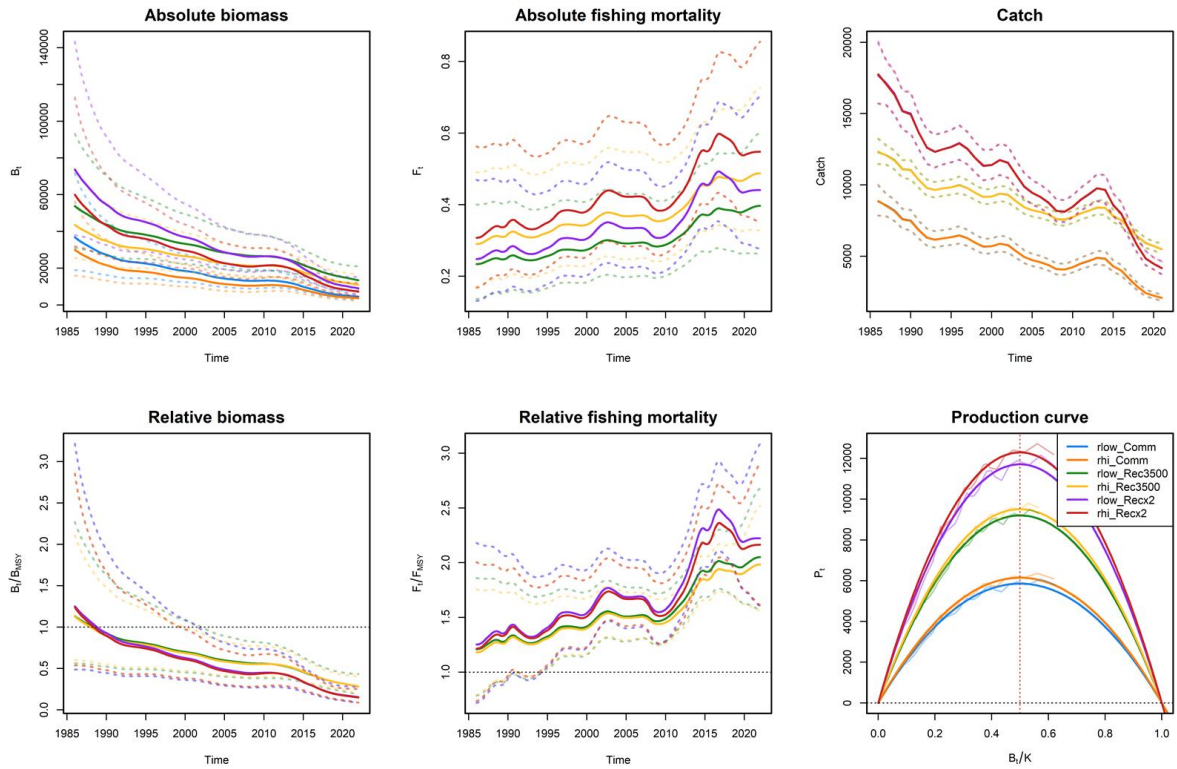 Absolute biomass
Bt
0 20000 60000 100000 140000
1985 1990 1995 2000 2005 2010 2015 2020
Time
Absolute fishing mortality
Ft
0.2 0.4 0.6 0.8
1985 1990 1995 2000 2005 2010 2015 2020
Time
Catch
Catch
5000 10000 15000 20000
1985 1990 1995 2000 2005 2010 2015 2020
Time
Relative biomass
Bt/BMSY
0.0 0.5 1.0 1.5 2.0 2.5 3.0
1985 1990 1995 2000 2005 2010 2015 2020
Time
Relative fishing mortality
Ft/FMSY
1.0 1.5 2.0 2.5 3.0
1985 1990 1995 2000 2005 2010 2015 2020
Time
Production curve
Pt
0 2000 4000 6000 8000 10000 12000
rlow_Comm
rhi_Comm
rlow_Rec3500
rhi_Rec3500
rlow_Recx2
rhi_Recx2
0.0 0.2 0.4 0.6 0.8 1.0
Bt/K